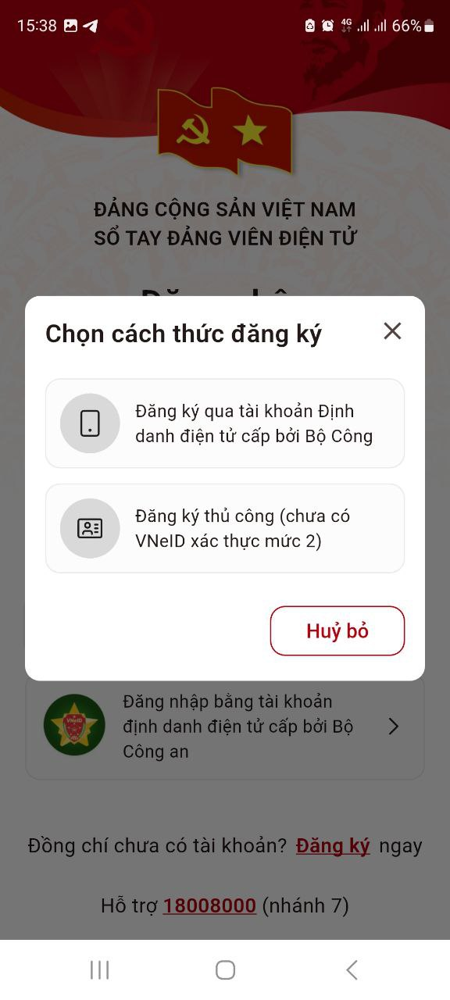 15:38
4G
66%
ĐẢNG CỘNG SẢN VIỆT NAM
SỔ TAY ĐẢNG VIÊN ĐIỆN TỬ
Chọn cách thức đăng ký
Đăng ký qua tài khoản Định
danh điện tử cấp bởi Bộ Công
Đăng ký thủ công (chưa có
VNeID xác thực mức 2)
Huỷ bỏ
VNeID
Đăng nhập bằng tài khoản
định danh điện tử cấp bởi Bộ
Công an
Đồng chí chưa có tài khoản? Đăng ký ngay
Hỗ trợ 18008000 (nhánh 7)